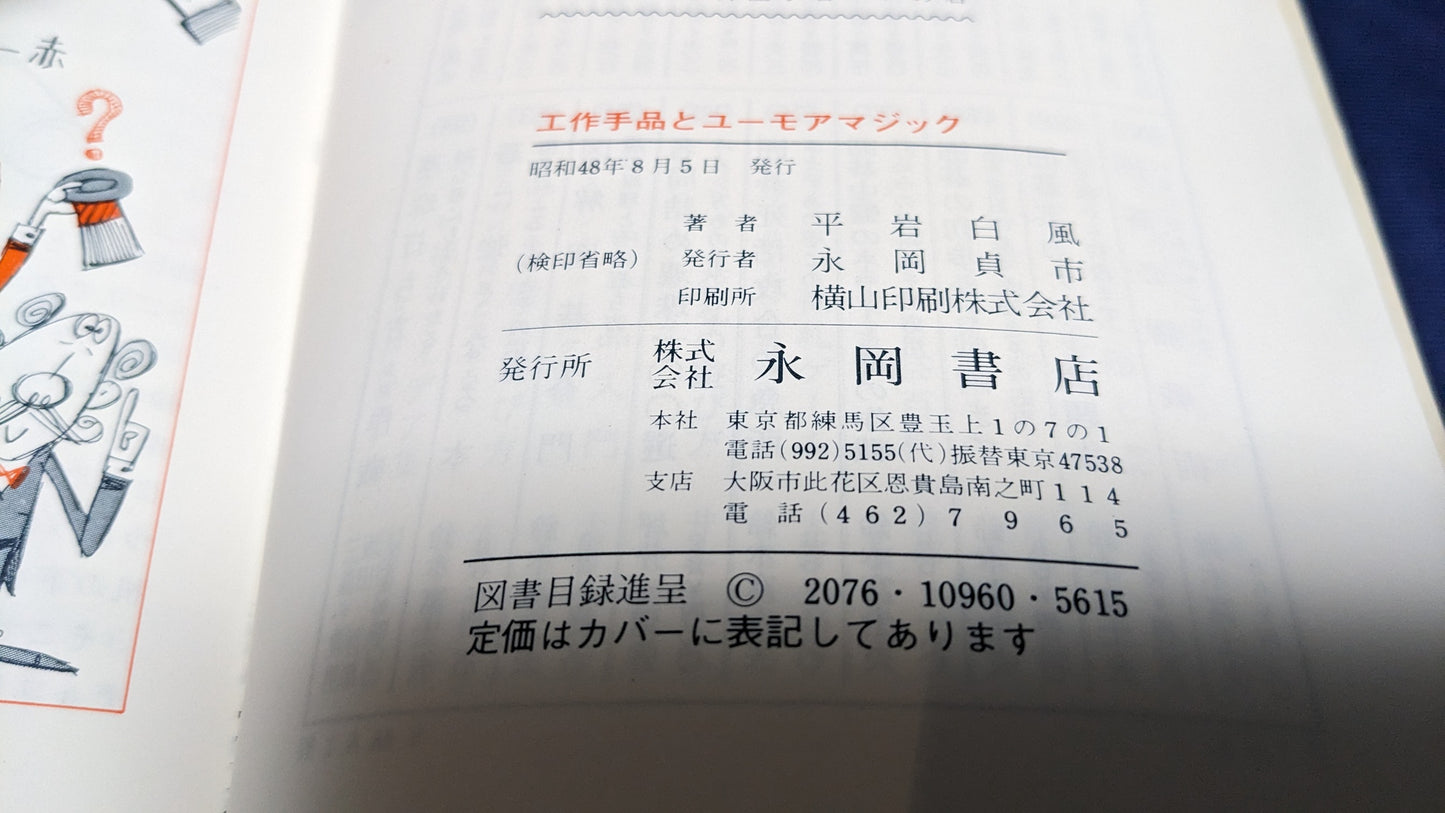 ー赤
?
工作手品とユーモアマジック
昭和48年8月5日 発行
著者 平岩白風
(検印省略) 発行者 永岡貞市
印刷所 横山印刷株式会社
発行所 株式会社 永岡書店
本社 東京都練馬区豊玉上1の7の1
電話(992)5155(代)振替東京47538
支店 大阪市此花区恩貴島南之町114
電話(462)7965
図書目録進呈 © 2076・10960・5615
定価はカバーに表記してあります